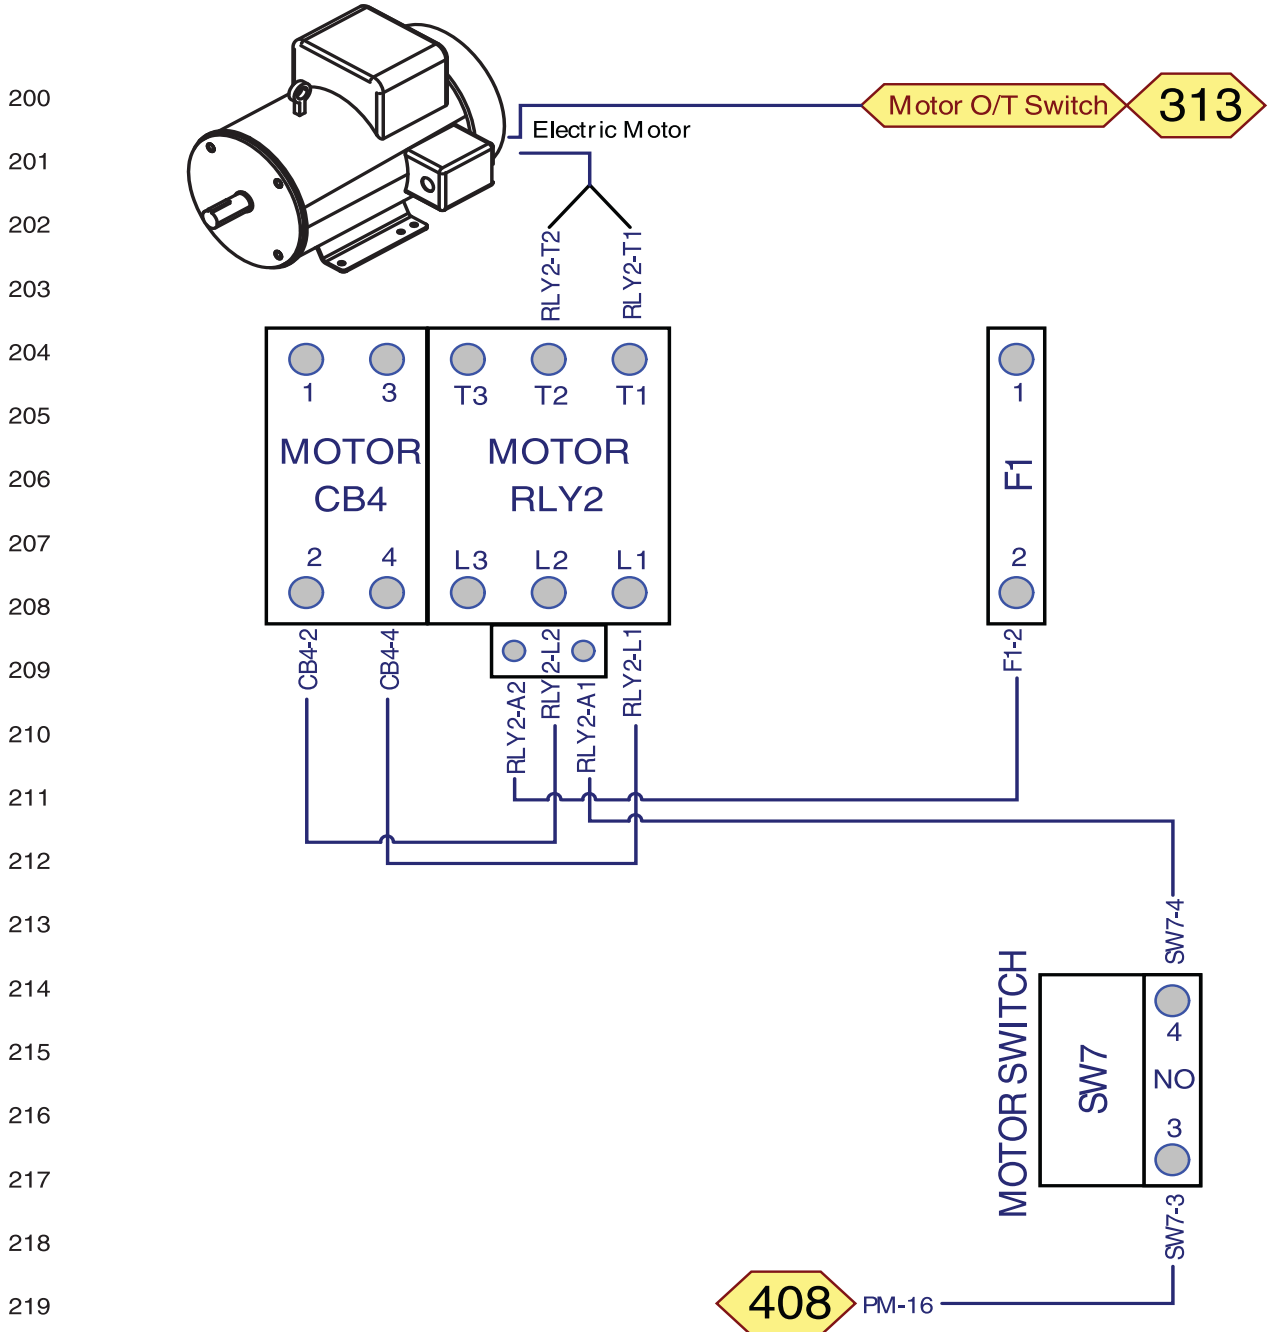 200
Motor O/T Switch 313
Electric Motor
201
202
RLY2-T2
RLY2-T1
203
204
1 3 T3 T2 T1 1
205
MOTOR MOTOR
206
CB4 RLY2 F1
207
2 4 L3 L2 L1 2
208
CB4-2
CB4-4
RLY2-L2
RLY2-L1
F1-2
209
RLY2-A2
RLY2-A1
210
211
212
213
SW7-4
214
MOTOR SWITCH
SW7
4
215
NO
216
3
217
SW7-3
218
219
408 PM-16